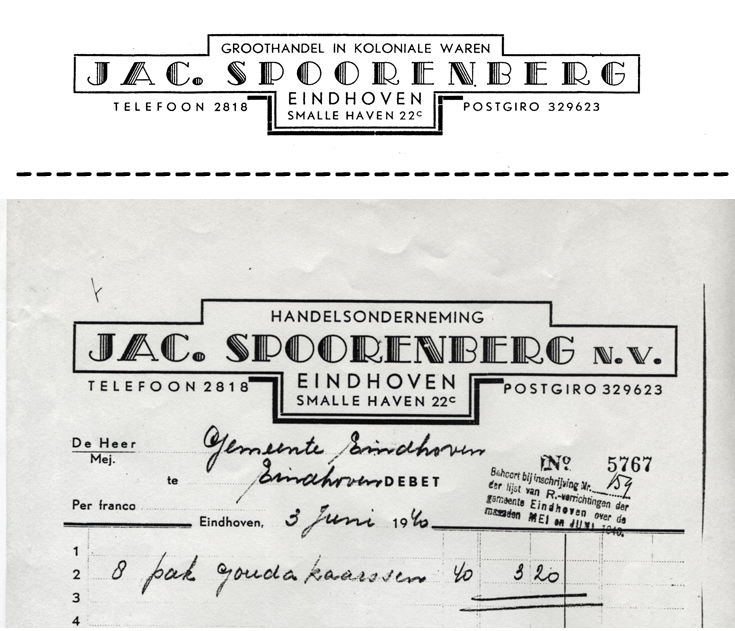 GROOTHANDEL IN KOLONIALE WAREN
JAC. SPOORENBERG
TELEFOON 2818
EINDHOVEN
SMALLE HAVEN 22c
POSTGIRO 329623
HANDELSONDERNEMING
JAC. SPOORENBERG N.V.
TELEFOON 2818
EINDHOVEN
SMALLE HAVEN 22c
POSTGIRO 329623
De Heer
Mej.
Gemeente Eindhoven
te Eindhoven DEBET
No 5767
Behoort bij inschrijving Nr. 159
der lijst van R.-verrichtingen der
gemeente Eindhoven over de
maanden MEI en JUNI 1940.
Per franco
Eindhoven, 3 Juni 1940
1
2 8 pak gouda kaarssen 40 3 20
3
4